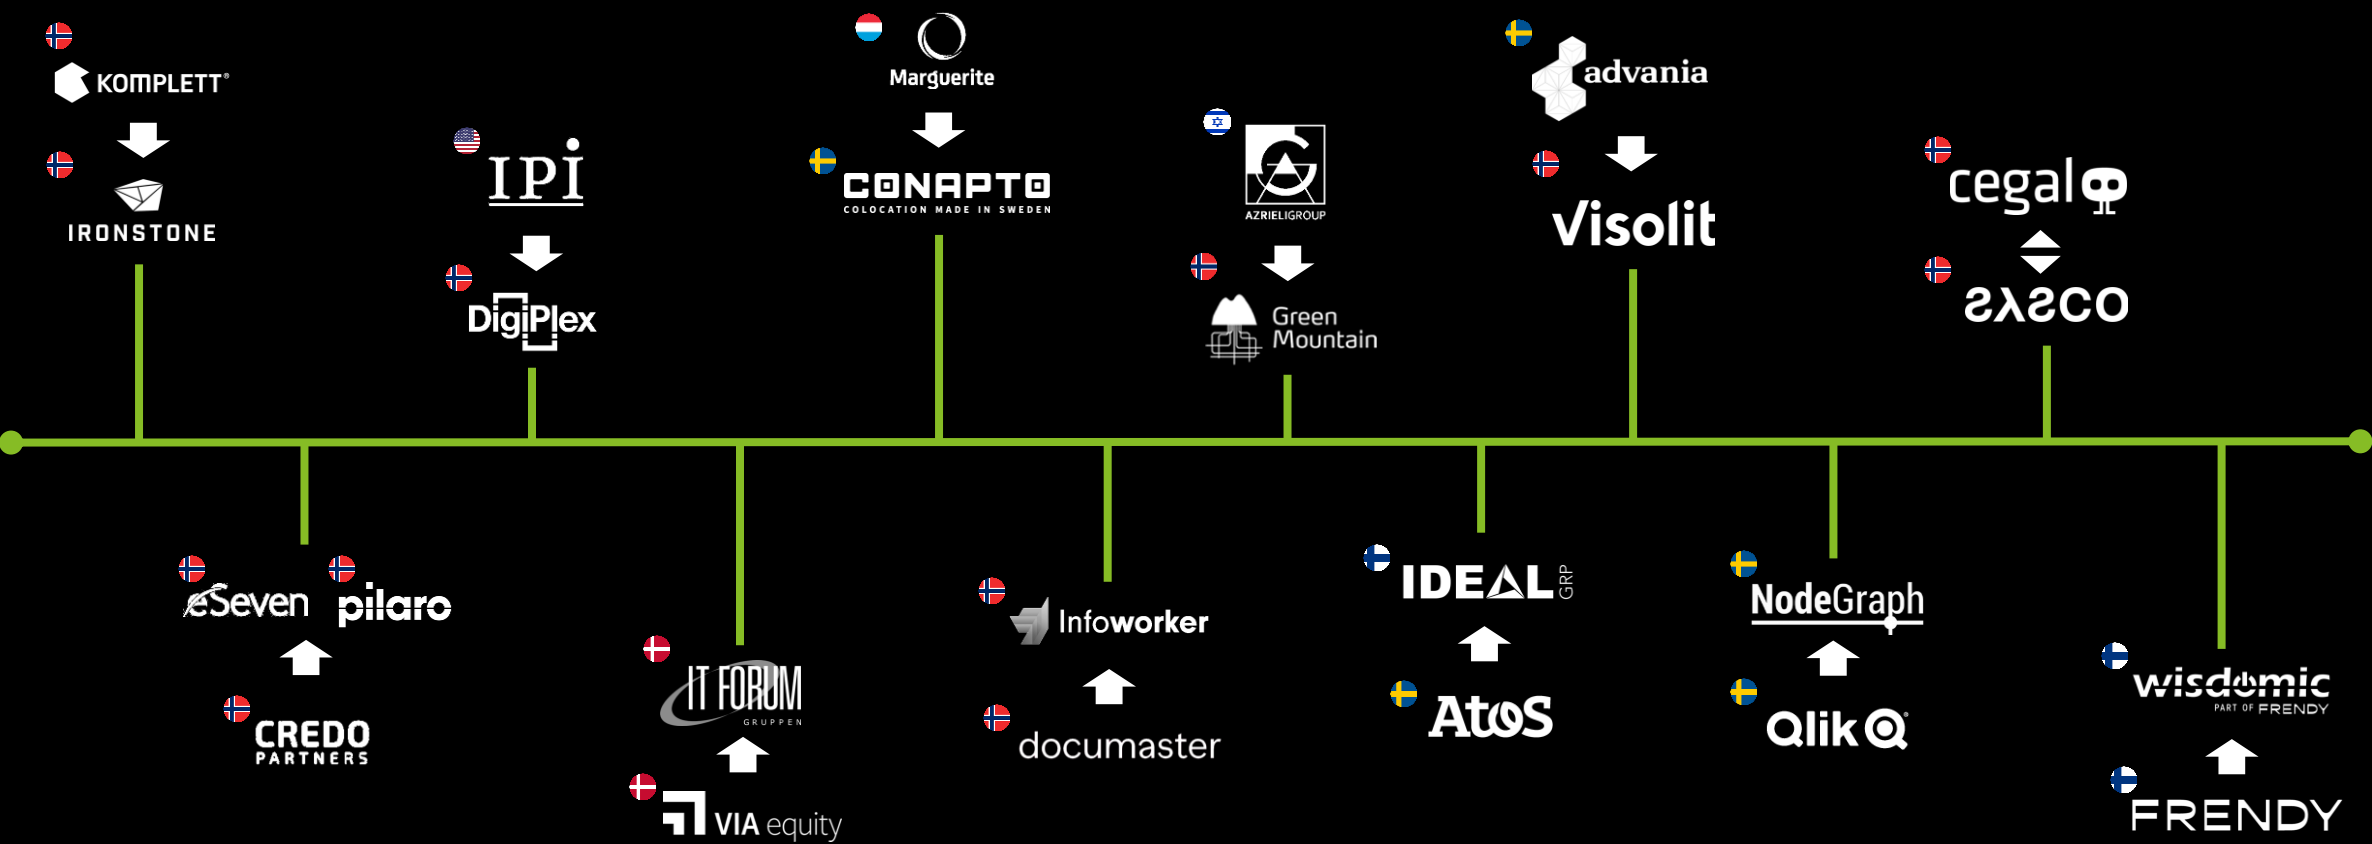 KOMPLETT®
IRONSTONE
IPI
DigiPlex
Marguerite
CONAPTO
COLOCATION MADE IN SWEDEN
AZRIELIGROUP
Green
Mountain
advania
Visolit
cegal
SYSCO
eSeven
pilaro
CREDO
PARTNERS
IT FORUM
GRUPPEN
VIA equity
Infoworker
documaster
IDEAL GRP
Atos
NodeGraph
Qlik
wisdomic
PART OF FRENDY
FRENDY